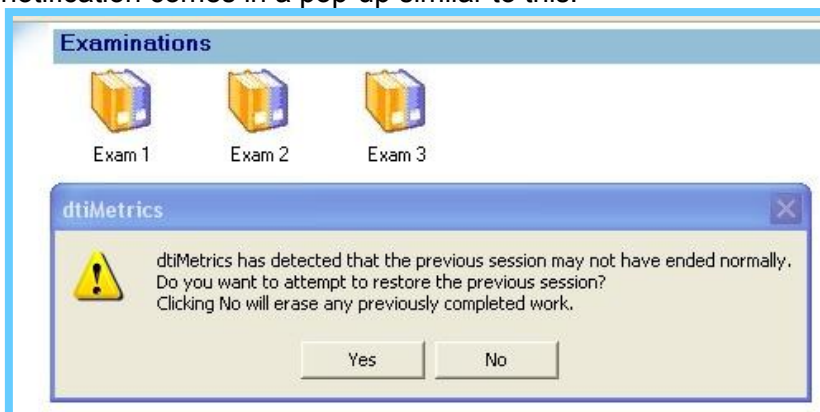 notification comes in a pop-up similar to this:
Examinations
Exam 1 Exam 2 Exam 3
dtiMetrics
dtiMetrics has detected that the previous session may not have ended normally.
Do you want to attempt to restore the previous session?
Clicking No will erase any previously completed work.
Yes No